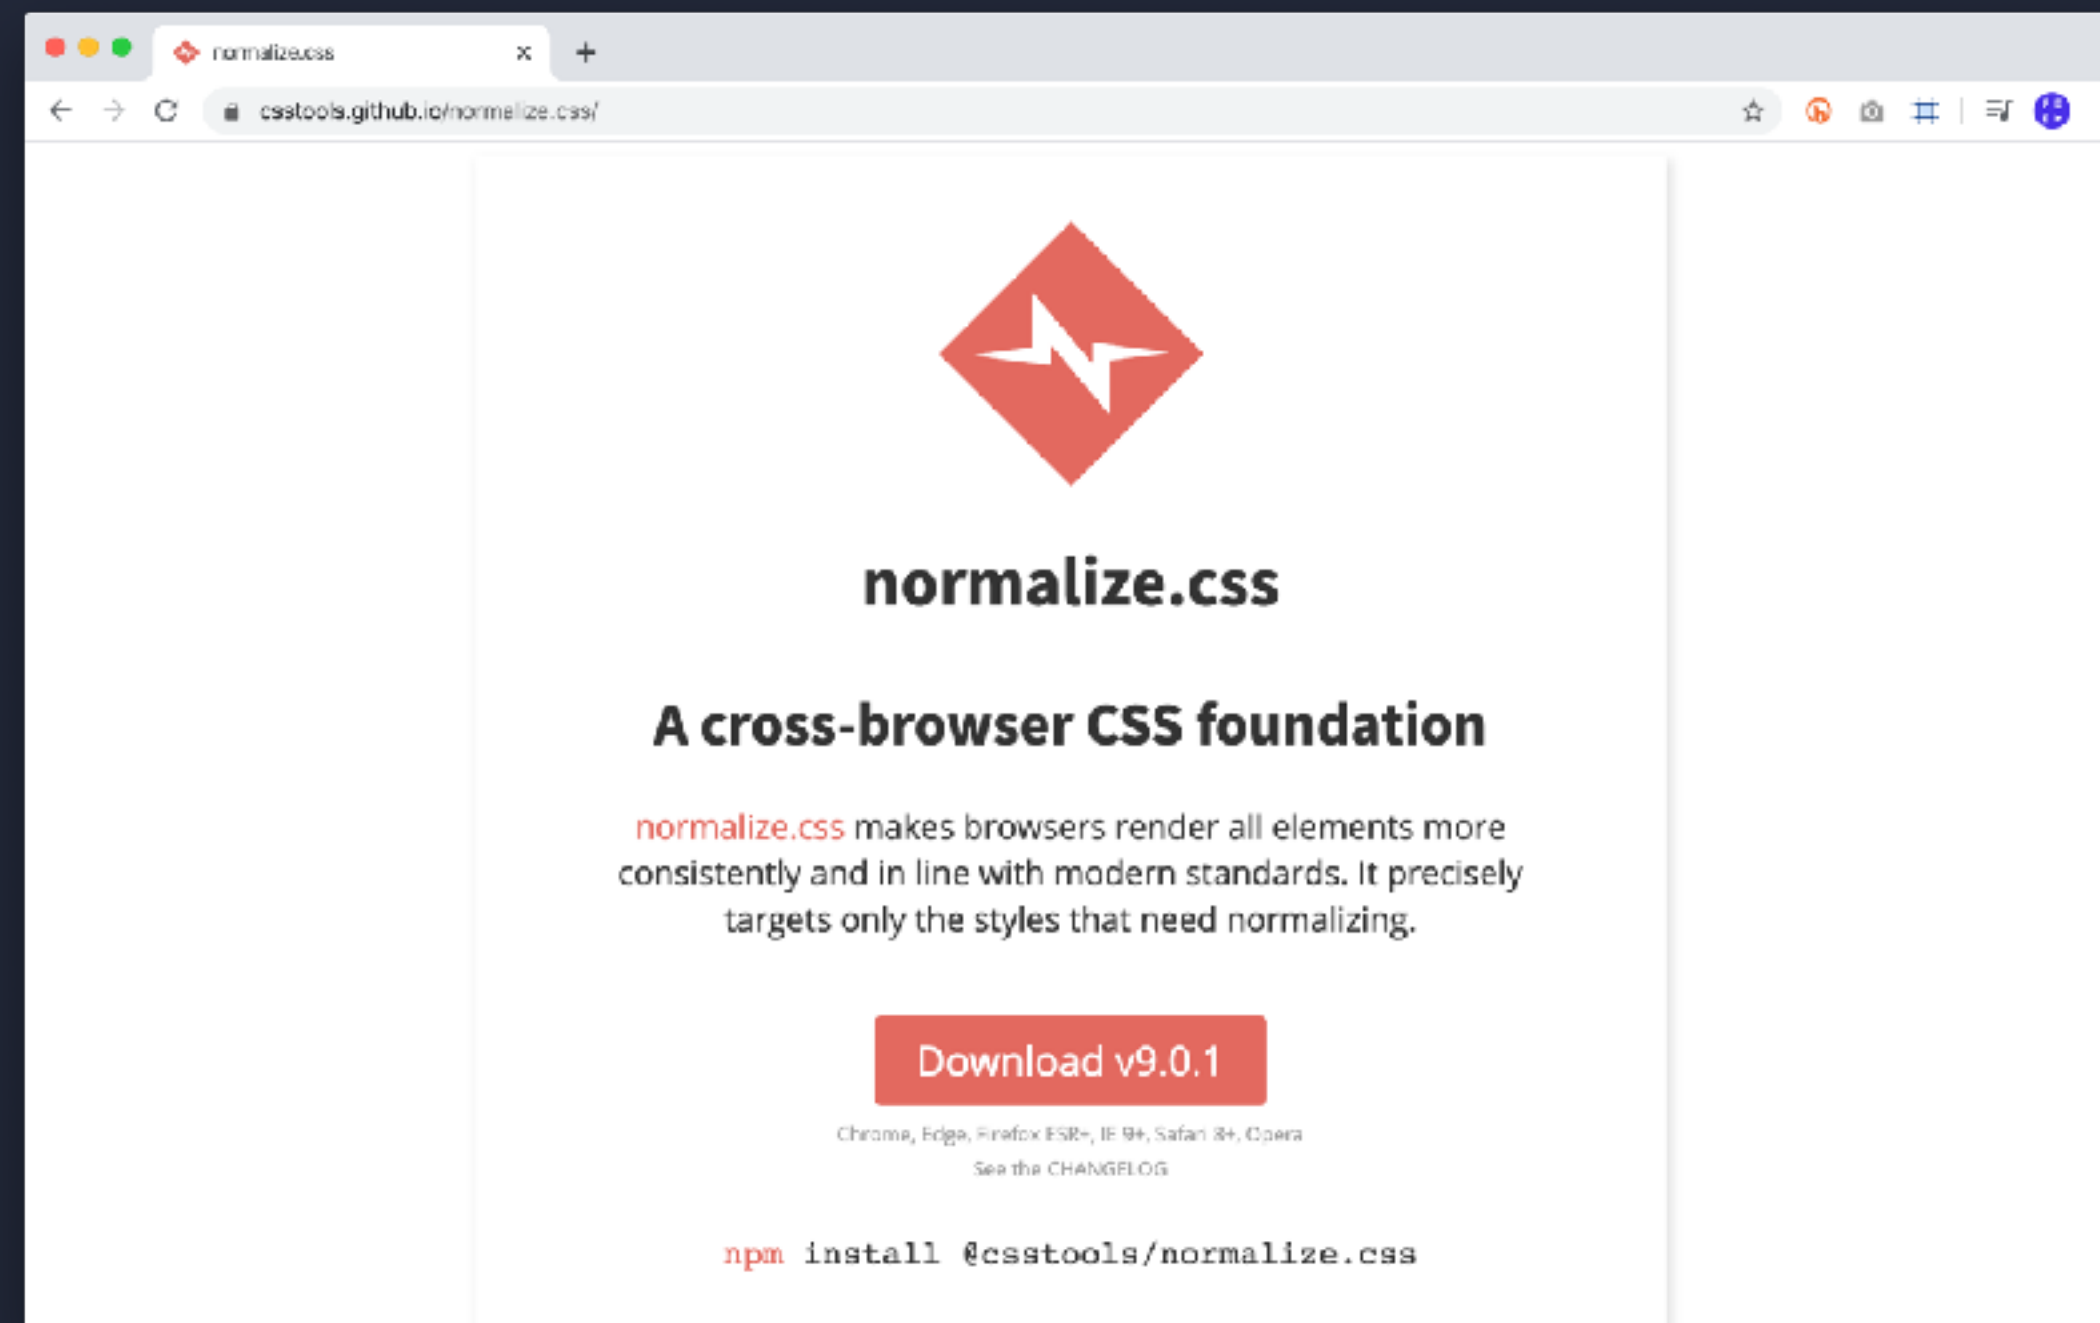 normalize.css
csstools.github.io/normalize.css/
normalize.css
A cross-browser CSS foundation
normalize.css makes browsers render all elements more
consistently and in line with modern standards. It precisely
targets only the styles that need normalizing.
Download v9.0.1
Chrome, Edge, Firefox ESR+, IE 9+, Safari 8+, Opera
See the CHANGELOG
npm install @csstools/normalize.css